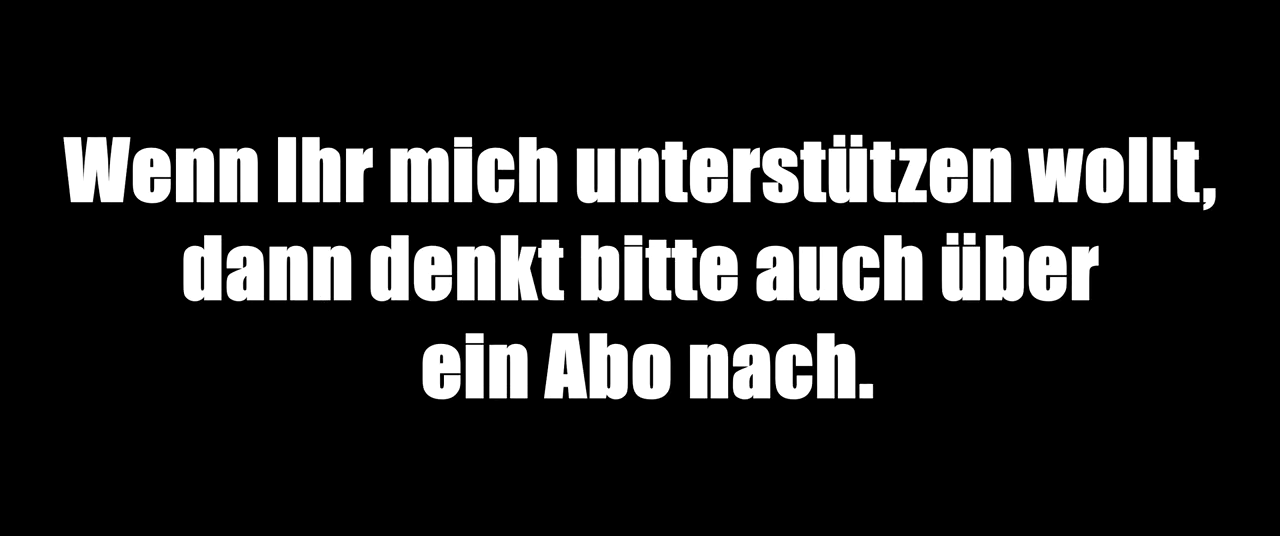 Wenn Ihr mich unterstützen wollt,
dann denkt bitte auch über
ein Abo nach.